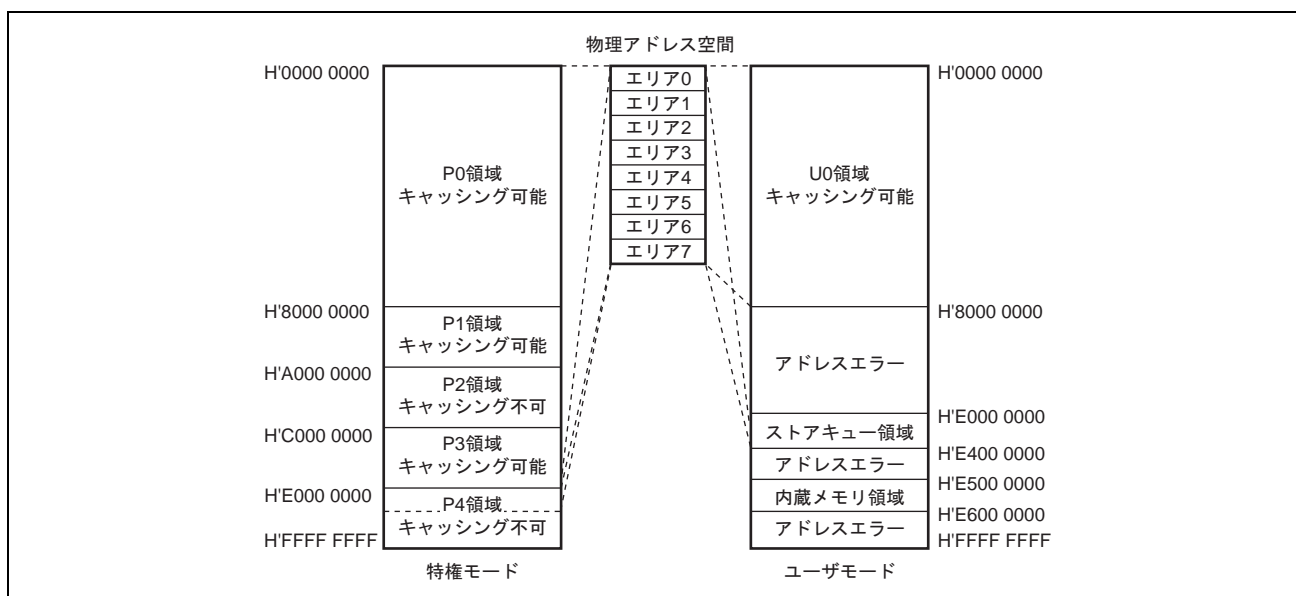 物理アドレス空間
H'0000 0000
P0領域
キャッシング可能
H'8000 0000
P1領域
キャッシング可能
H'A000 0000
P2領域
キャッシング不可
H'C000 0000
P3領域
キャッシング可能
H'E000 0000
P4領域
キャッシング不可
H'FFFF FFFF
特権モード
エリア0
エリア1
エリア2
エリア3
エリア4
エリア5
エリア6
エリア7
H'0000 0000
U0領域
キャッシング可能
H'8000 0000
アドレスエラー
H'E000 0000
ストアキュー領域
H'E400 0000
アドレスエラー
H'E500 0000
内蔵メモリ領域
H'E600 0000
アドレスエラー
H'FFFF FFFF
ユーザモード